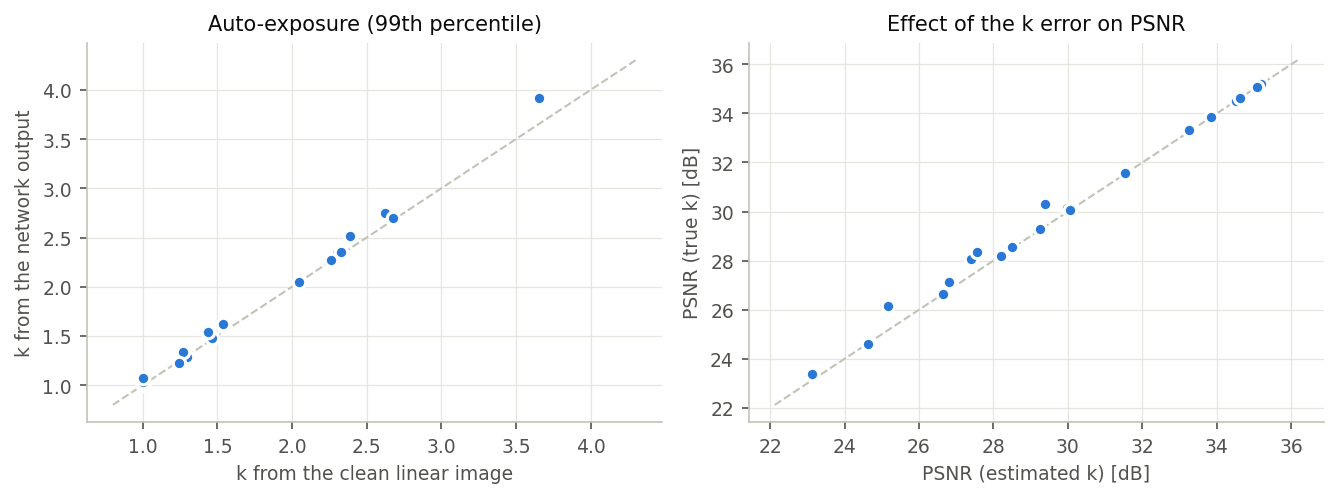 Auto-exposure (99th percentile)
k from the network output
4.0
3.5
3.0
2.5
2.0
1.5
1.0
1.0 1.5 2.0 2.5 3.0 3.5 4.0
k from the clean linear image
Effect of the k error on PSNR
PSNR (true k) [dB]
36
34
32
30
28
26
24
22
22 24 26 28 30 32 34 36
PSNR (estimated k) [dB]